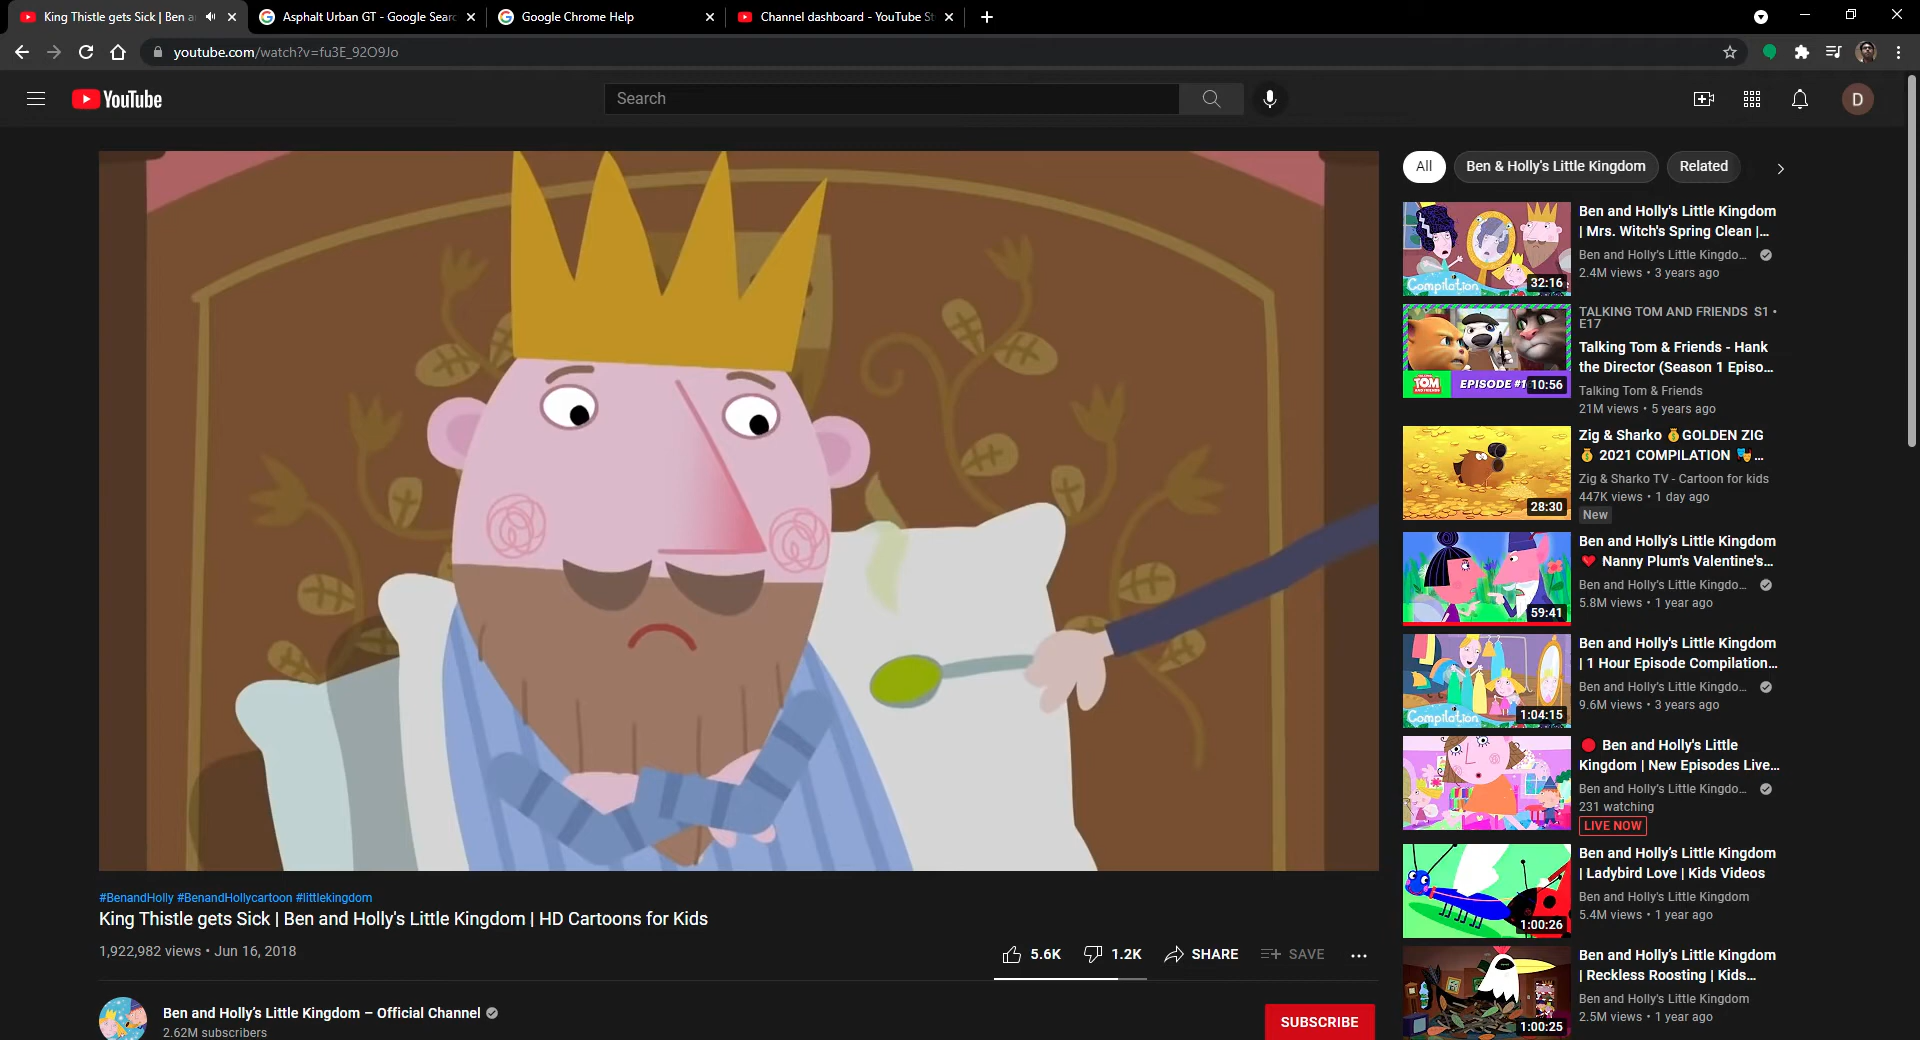 King Thistle gets Sick | Ben a
Asphalt Urban GT - Google Searc
Google Chrome Help
Channel dashboard - YouTube St
youtube.com/watch?v=fu3E_92O9Jo
YouTube
Search
D
All
Ben & Holly's Little Kingdom
Related
Compilation
32:16
Ben and Holly's Little Kingdom
| Mrs. Witch's Spring Clean |...
Ben and Holly's Little Kingdo...
2.4M views • 3 years ago
TOM
EPISODE #1
10:56
TALKING TOM AND FRIENDS S1 •
E17
Talking Tom & Friends - Hank
the Director (Season 1 Episo...
Talking Tom & Friends
21M views • 5 years ago
28:30
Zig & Sharko 💰GOLDEN ZIG
💰 2021 COMPILATION 🎭...
Zig & Sharko TV - Cartoon for kids
447K views • 1 day ago
New
59:41
Ben and Holly’s Little Kingdom
❤️ Nanny Plum's Valentine's...
Ben and Holly's Little Kingdo...
5.8M views • 1 year ago
Compilation
1:04:15
Ben and Holly's Little Kingdom
| 1 Hour Episode Compilation...
Ben and Holly's Little Kingdo...
9.6M views • 3 years ago
🔴 Ben and Holly's Little
Kingdom | New Episodes Live...
Ben and Holly's Little Kingdo...
231 watching
LIVE NOW
1:00:26
Ben and Holly’s Little Kingdom
| Ladybird Love | Kids Videos
Ben and Holly's Little Kingdom
5.4M views • 1 year ago
1:00:25
Ben and Holly’s Little Kingdom
| Reckless Roosting | Kids...
Ben and Holly's Little Kingdom
2.5M views • 1 year ago
#BenandHolly #BenandHollycartoon #littlekingdom
King Thistle gets Sick | Ben and Holly's Little Kingdom | HD Cartoons for Kids
1,922,982 views • Jun 16, 2018
5.6K
1.2K
SHARE
SAVE
Ben and Holly’s Little Kingdom – Official Channel
2.62M subscribers
SUBSCRIBE